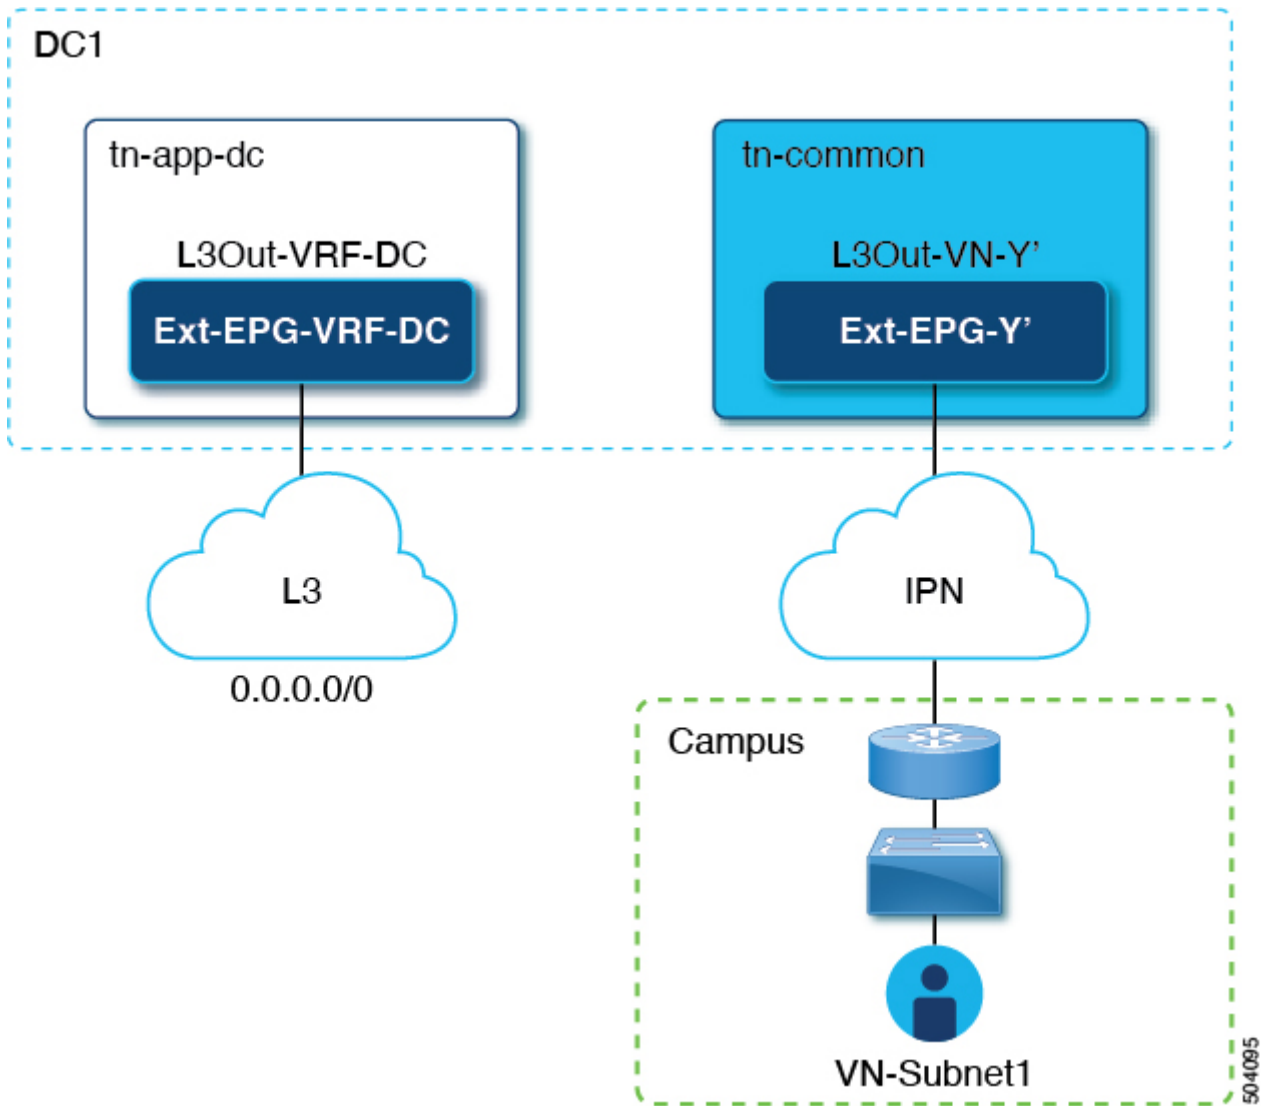 DC1
tn-app-dc
L3Out-VRF-DC
Ext-EPG-VRF-DC
tn-common
L3Out-VN-Y’
Ext-EPG-Y’
L3
0.0.0.0/0
IPN
Campus
VN-Subnet1
504095